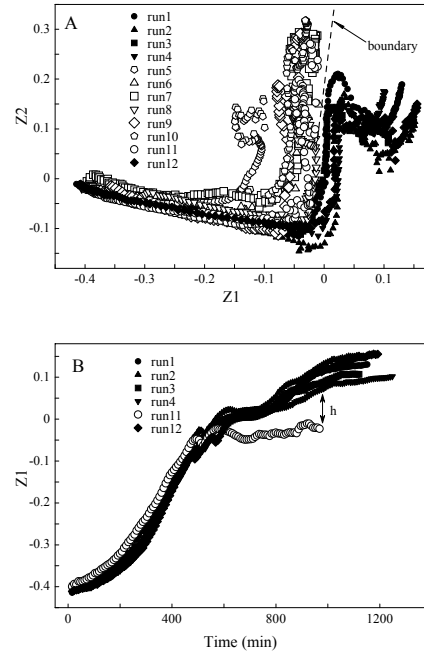 A
run1
run2
run3
run4
run5
run6
run7
run8
run9
run10
run11
run12
boundary
0.3
0.2
0.1
0
-0.1
Z2
-0.4
-0.3
-0.2
-0.1
0
0.1
Z1
B
run1
run2
run3
run4
run11
run12
h
0.1
0
-0.1
-0.2
-0.3
-0.4
Z1
0
400
800
1200
Time (min)